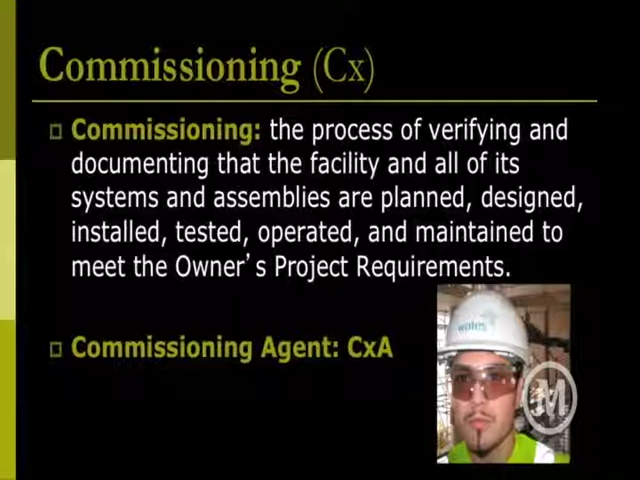 Commissioning (Cx)
Commissioning: the process of verifying and
documenting that the facility and all of its
systems and assemblies are planned, designed,
installed, tested, operated, and maintained to
meet the Owner's Project Requirements.
Commissioning Agent: CxA
wates
M